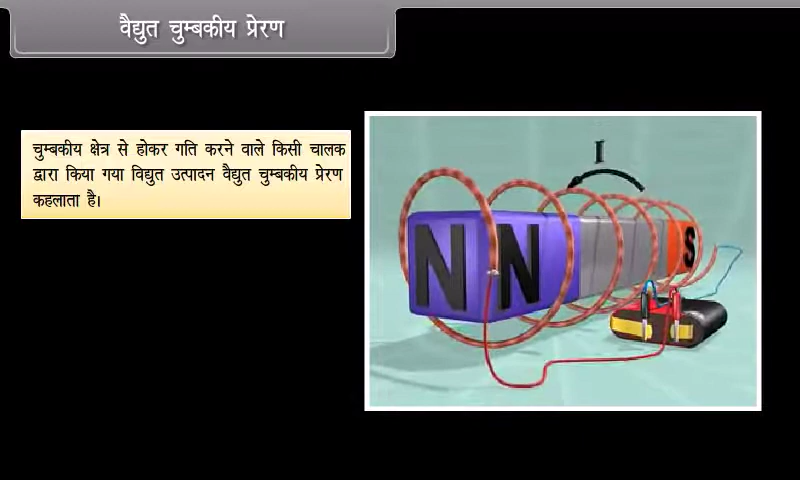 वैद्युत चुम्बकीय प्रेरण
चुम्बकीय क्षेत्र से होकर गति करने वाले किसी चालक
द्वारा किया गया विद्युत उत्पादन वैद्युत चुम्बकीय प्रेरण
कहलाता है।
I
N N S